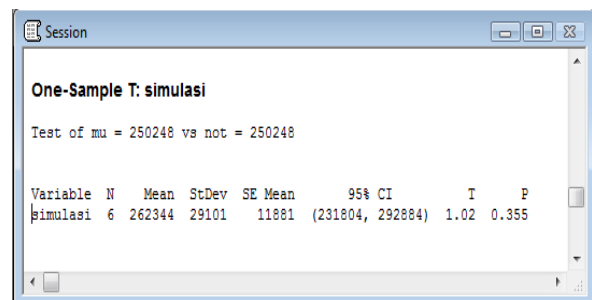 Session
One-Sample T: simulasi
Test of mu = 250248 vs not = 250248
Variable N Mean StDev SE Mean 95% CI T P
simulasi 6 262344 29101 11881 (231804, 292884) 1.02 0.355